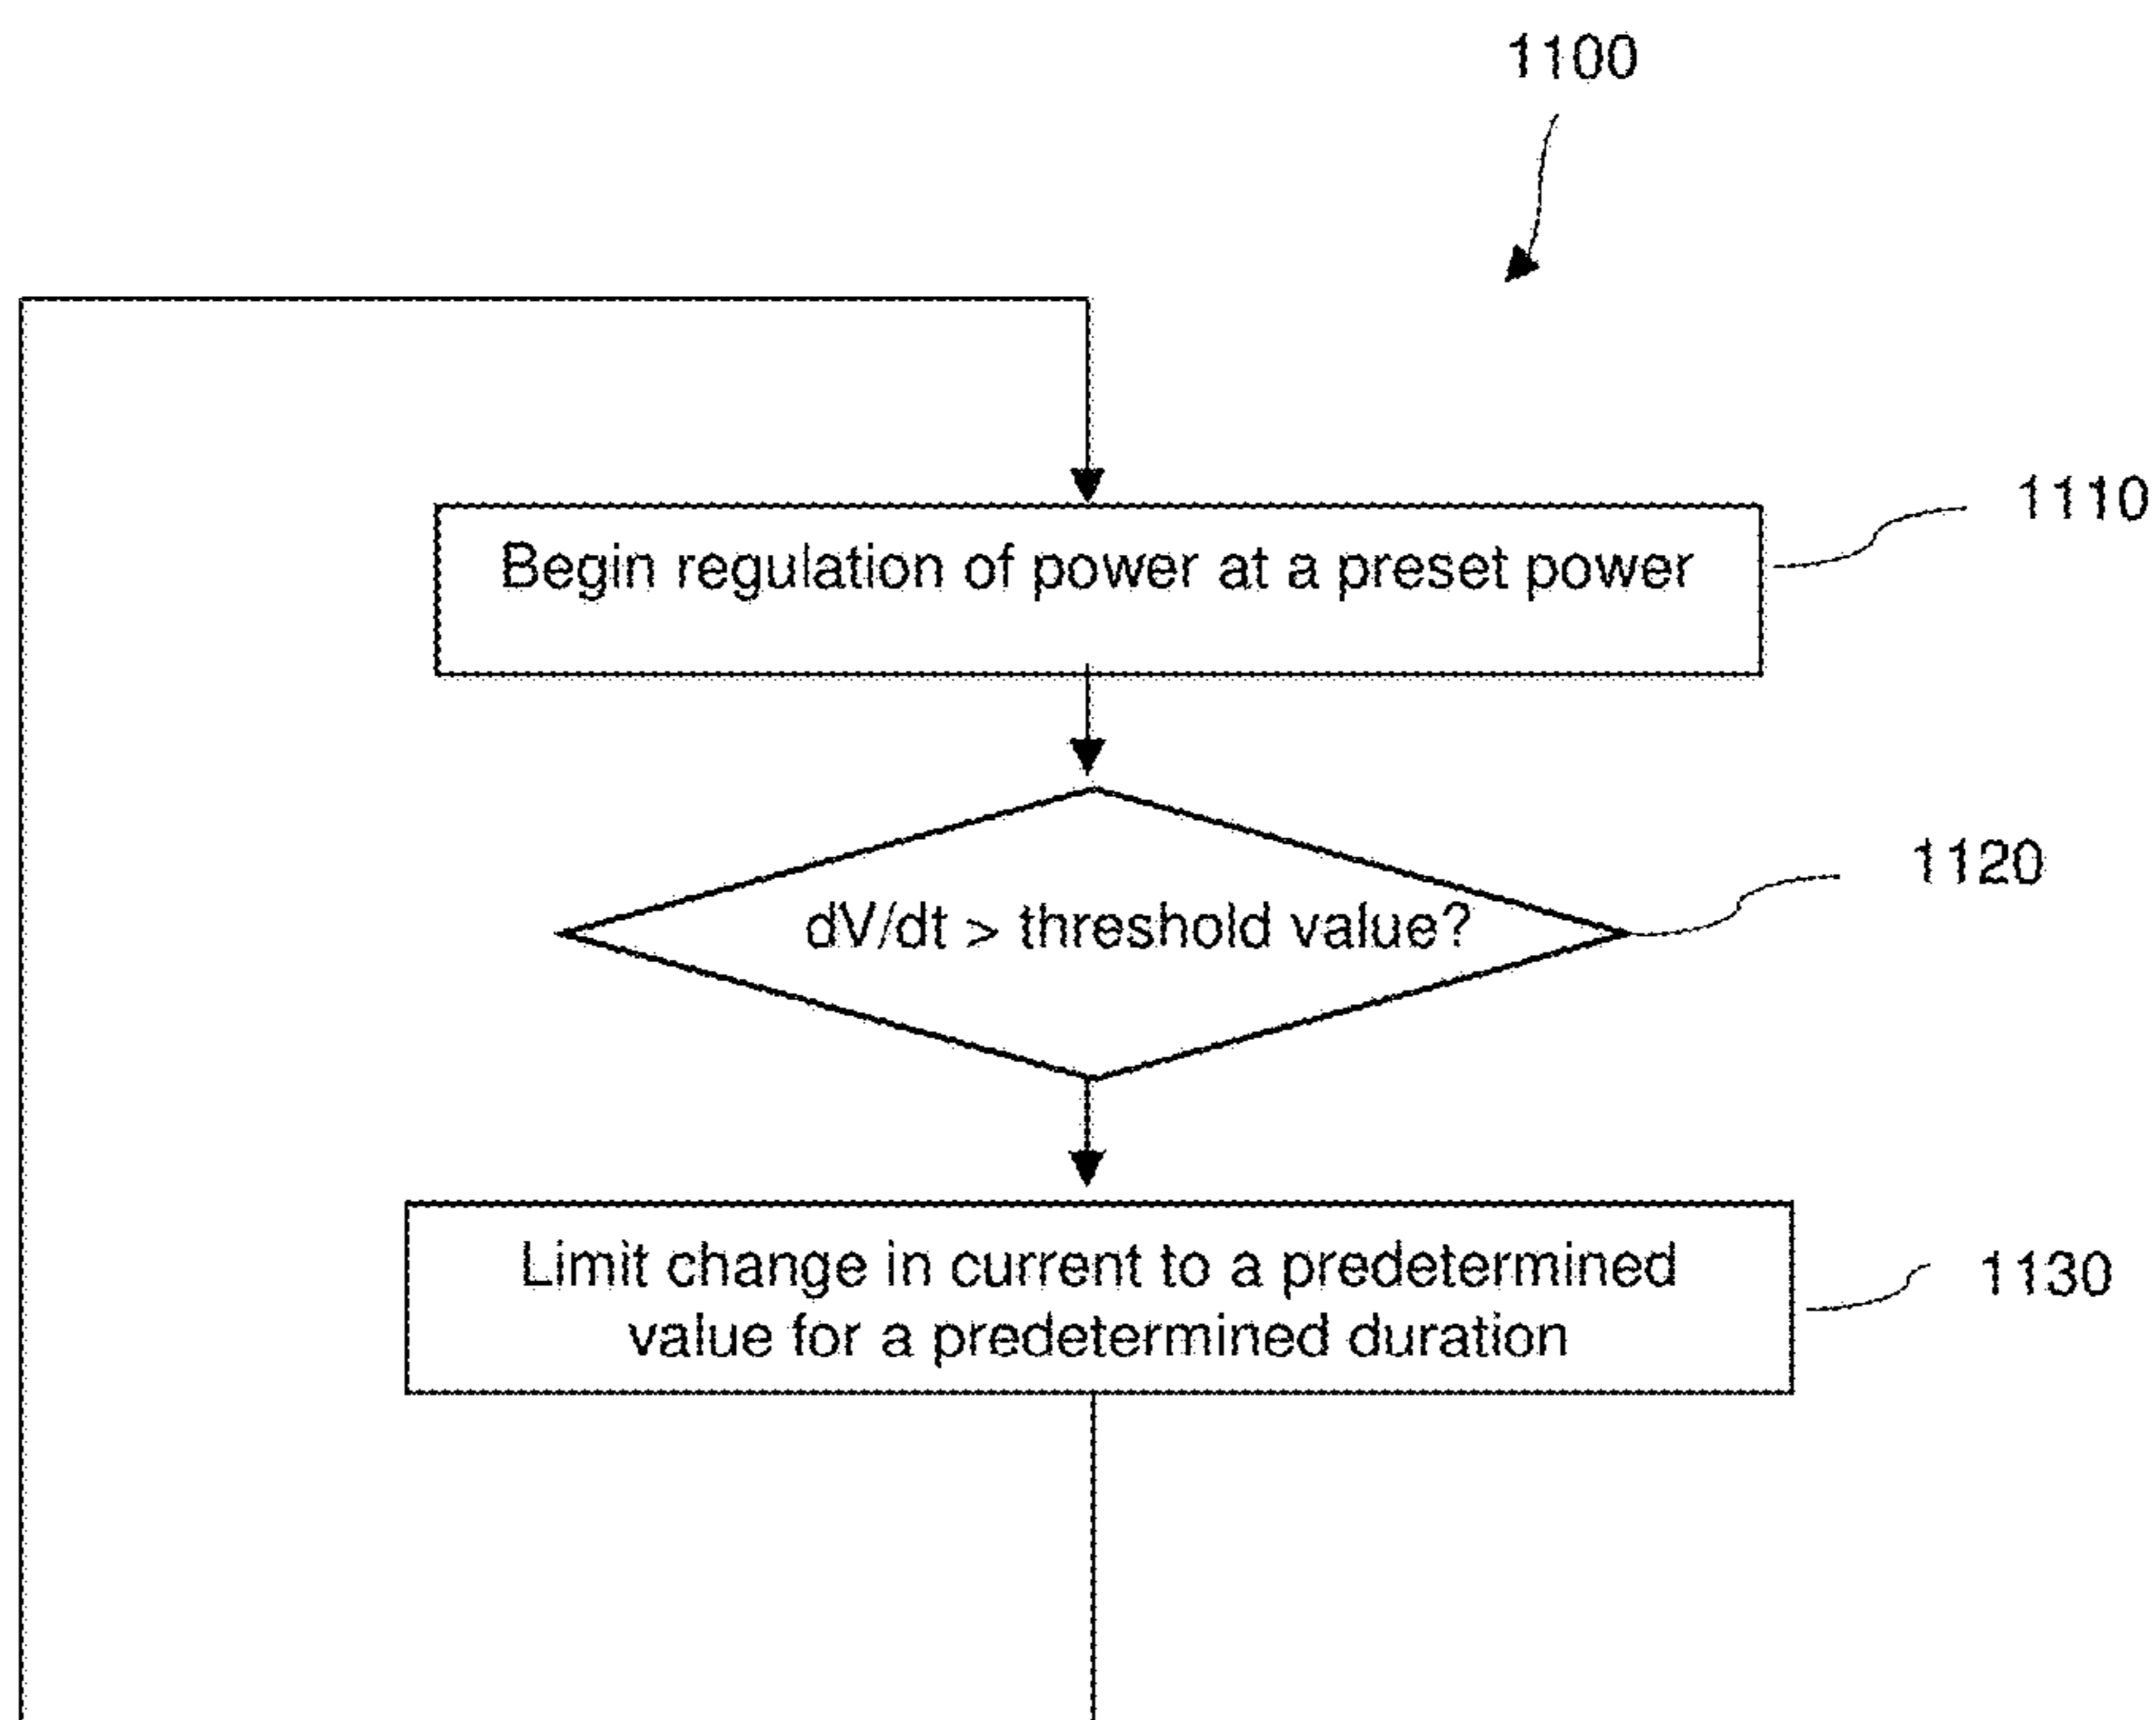 1100
Begin regulation of power at a preset power
1110
dV/dt > threshold value?
1120
Limit change in current to a predetermined
value for a predetermined duration
1130